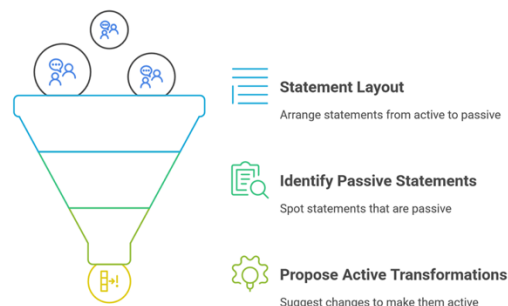 Statement Layout
Arrange statements from active to passive
Identify Passive Statements
Spot statements that are passive
Propose Active Transformations
Suggest changes to make them active